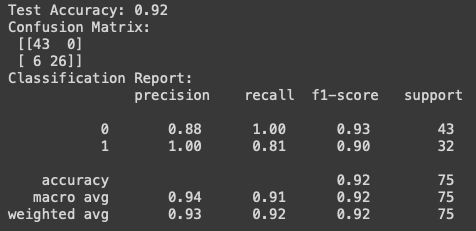 Test Accuracy: 0.92
Confusion Matrix:
[[43  0]
[ 6 26]]
Classification Report:
precision recall f1-score support
0 0.88 1.00 0.93 43
1 1.00 0.81 0.90 32
accuracy 0.92 75
macro avg 0.94 0.91 0.92 75
weighted avg 0.93 0.92 0.92 75